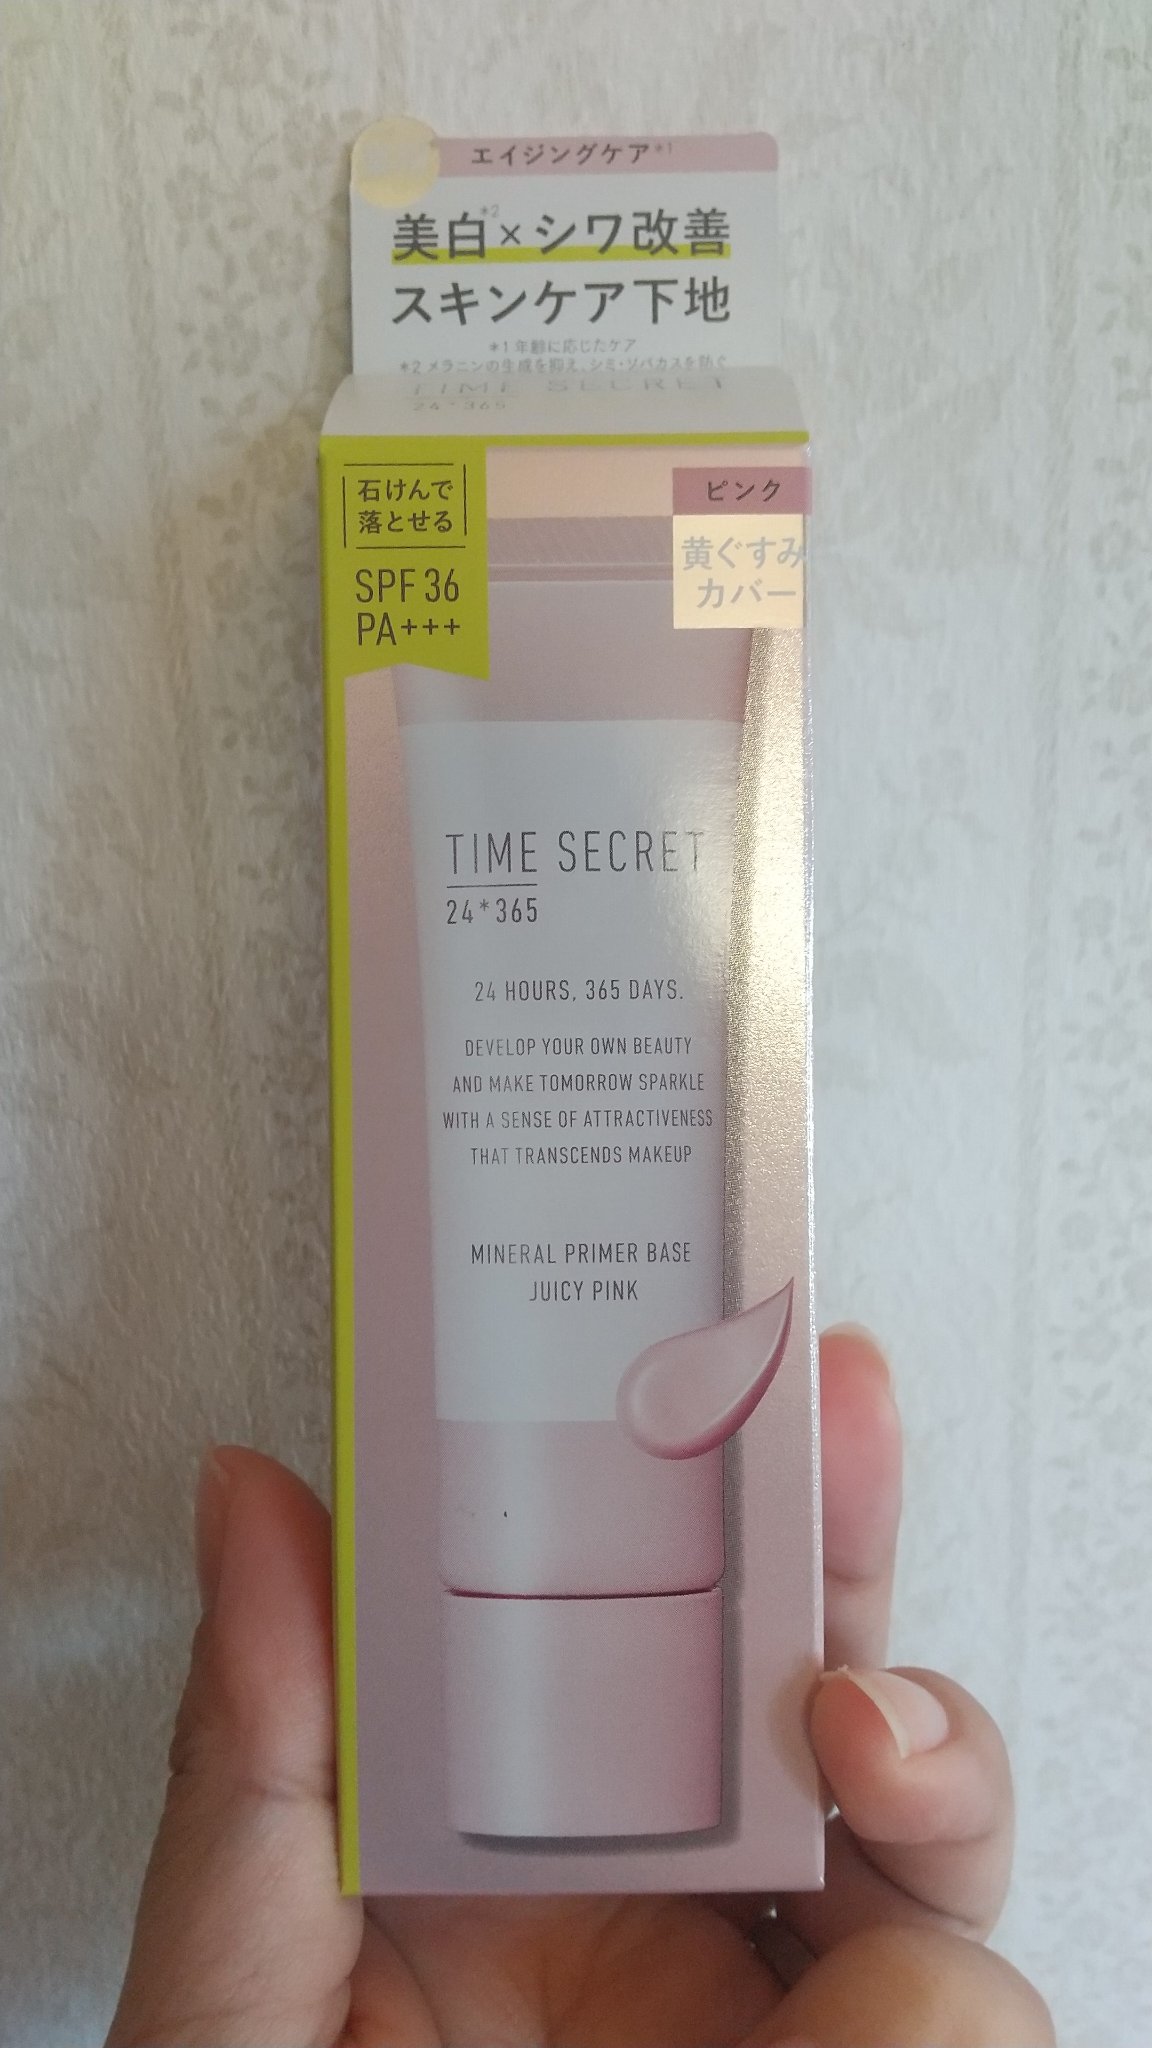 エイジングケア*1
美白*2×シワ改善
スキンケア下地
*1 年齢に応じたケア
*2 メラニンの生成を抑え、シミ・ソバカスを防ぐ
TIME SECRET
24*365
石けんで
落とせる
SPF 36
PA+++
ピンク
黄ぐすみ
カバー
TIME SECRET
24*365
24 HOURS, 365 DAYS.
DEVELOP YOUR OWN BEAUTY
AND MAKE TOMORROW SPARKLE
WITH A SENSE OF ATTRACTIVENESS
THAT TRANSCENDS MAKEUP
MINERAL PRIMER BASE
JUICY PINK